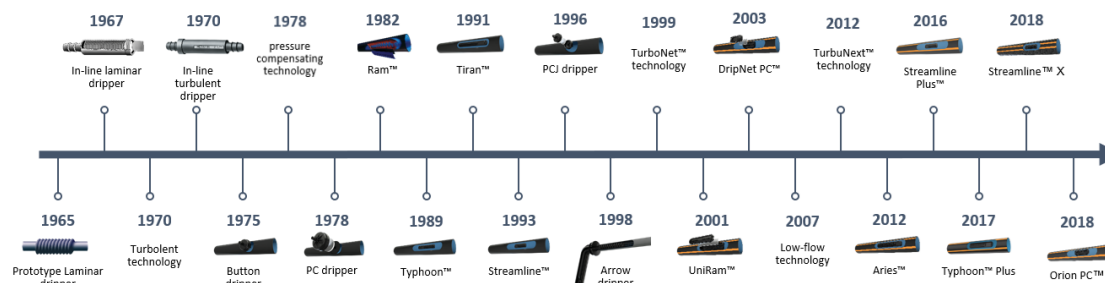 1967
In-line laminar
dripper
1970
In-line
turbulent
dripper
1978
pressure
compensating
technology
1982
Ram™
1991
Tiran™
1996
PCJ dripper
1999
TurboNet™
technology
2003
DripNet PC™
2012
TurbuNext™
technology
2016
Streamline
Plus™
2018
Streamline™ X
1965
Prototype Laminar
dripper
1970
Turbolent
technology
1975
Button
dripper
1978
PC dripper
1989
Typhoon™
1993
Streamline™
1998
Arrow
dripper
2001
UniRam™
2007
Low-flow
technology
2012
Aries™
2017
Typhoon™ Plus
2018
Orion PC™